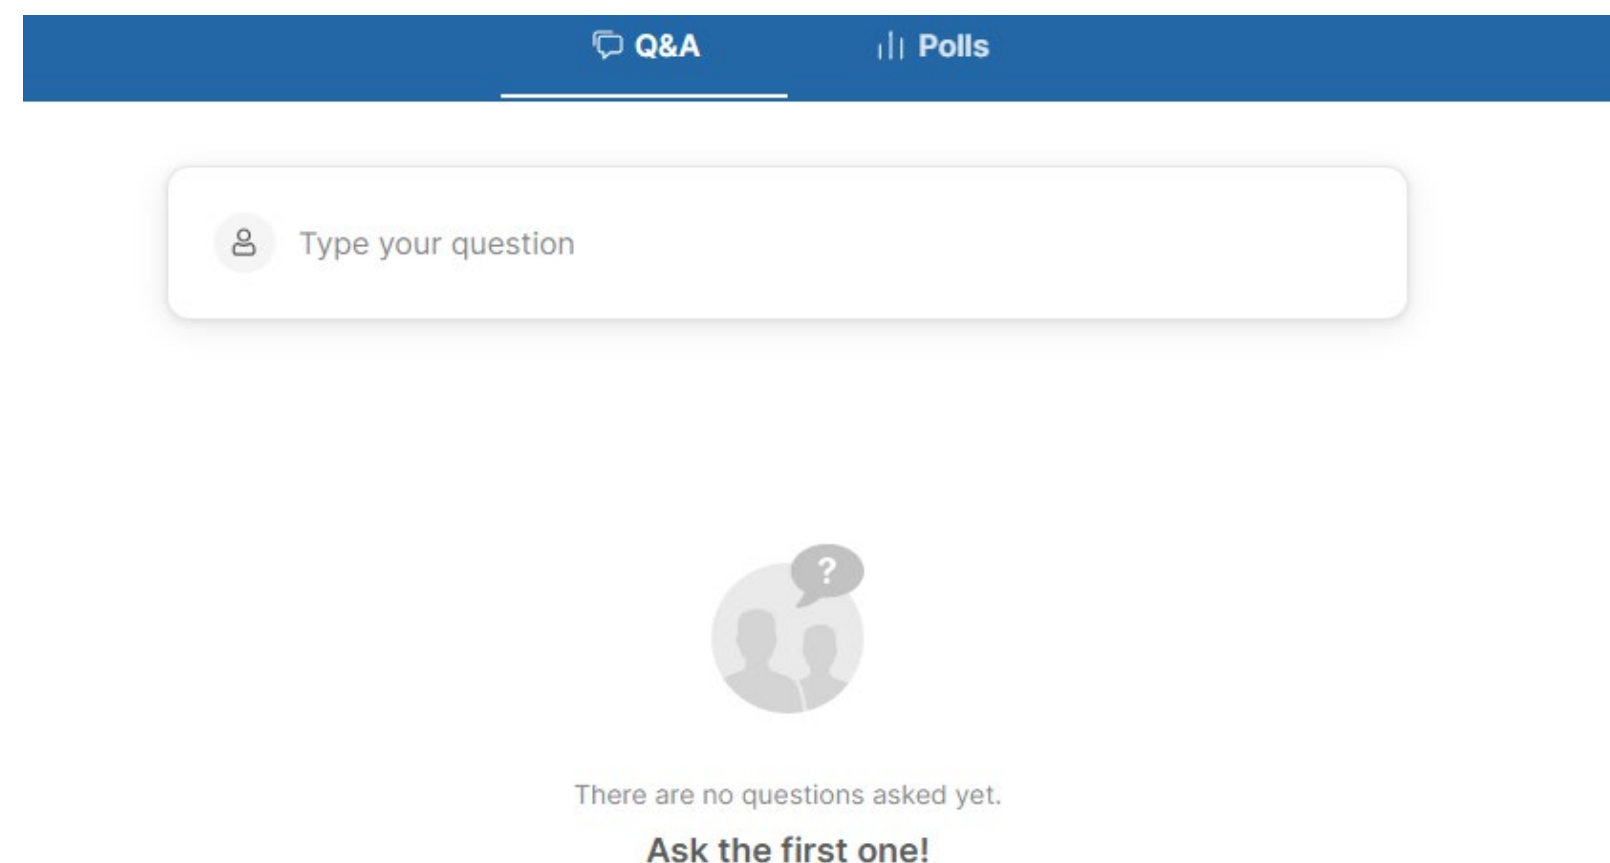 Q&A Polls
Type your question
?
There are no questions asked yet.
Ask the first one!